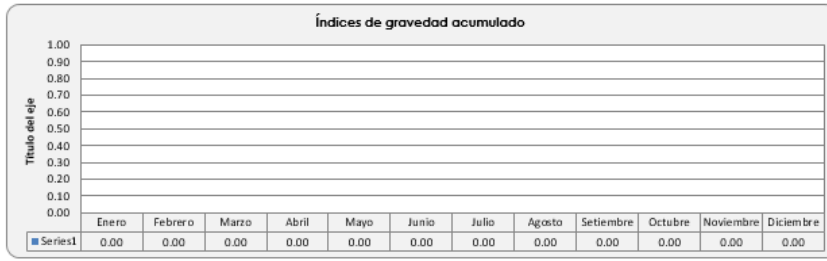 Índices de gravedad acumulado
Título del eje
1.00
0.90
0.80
0.70
0.60
0.50
0.40
0.30
0.20
0.10
0.00
Enero Febrero Marzo Abril Mayo Junio Julio Agosto Setiembre Octubre Noviembre Diciembre
Series1 0.00 0.00 0.00 0.00 0.00 0.00 0.00 0.00 0.00 0.00 0.00 0.00